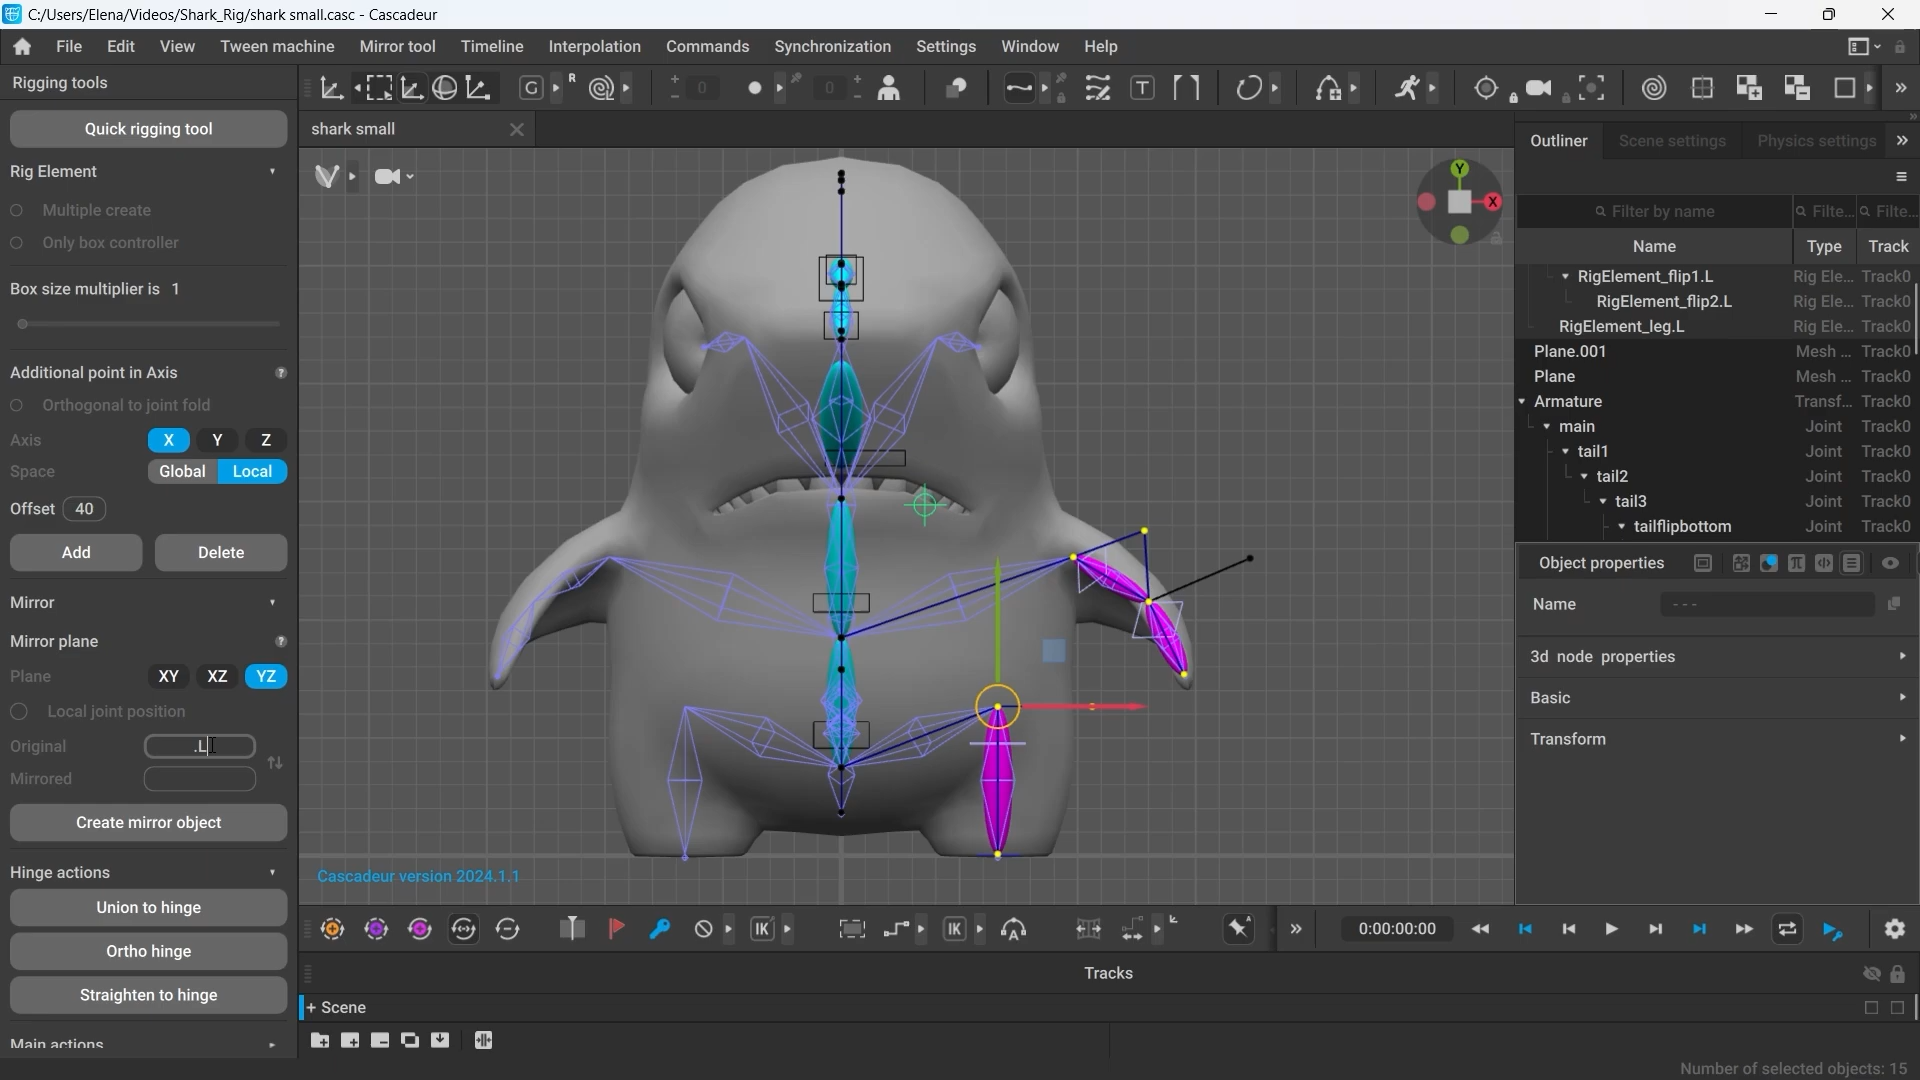 C:/Users/Elena/Videos/Shark_Rig/shark small.casc - Cascadeur
File Edit View Tween machine Mirror tool Timeline Interpolation Commands Synchronization Settings Window Help
Rigging tools
Quick rigging tool
Rig Element
Multiple create
Only box controller
Box size multiplier is 1
Additional point in Axis
Orthogonal to joint fold
Axis X Y Z
Space Global Local
Offset 40
Add Delete
Mirror
Mirror plane
Plane XY XZ YZ
Local joint position
Original .L
Mirrored
Create mirror object
Hinge actions
Union to hinge
Ortho hinge
Straighten to hinge
Main actions
G R 0 0 T
shark small
Y
X
Cascadeur version 2024.1.1
Outliner Scene settings Physics settings
Filter by name Filte... Filte...
Name Type Track
RigElement_flip1.L Rig Ele... Track0
RigElement_flip2.L Rig Ele... Track0
RigElement_leg.L Rig Ele... Track0
Plane.001 Mesh ... Track0
Plane Mesh ... Track0
Armature Transf... Track0
main Joint Track0
tail1 Joint Track0
tail2 Joint Track0
tail3 Joint Track0
tailflipbottom Joint Track0
Object properties
Name - - -
3d node properties
Basic
Transform
IK IK A 0:00:00:00
Tracks
+ Scene
Number of selected objects: 15